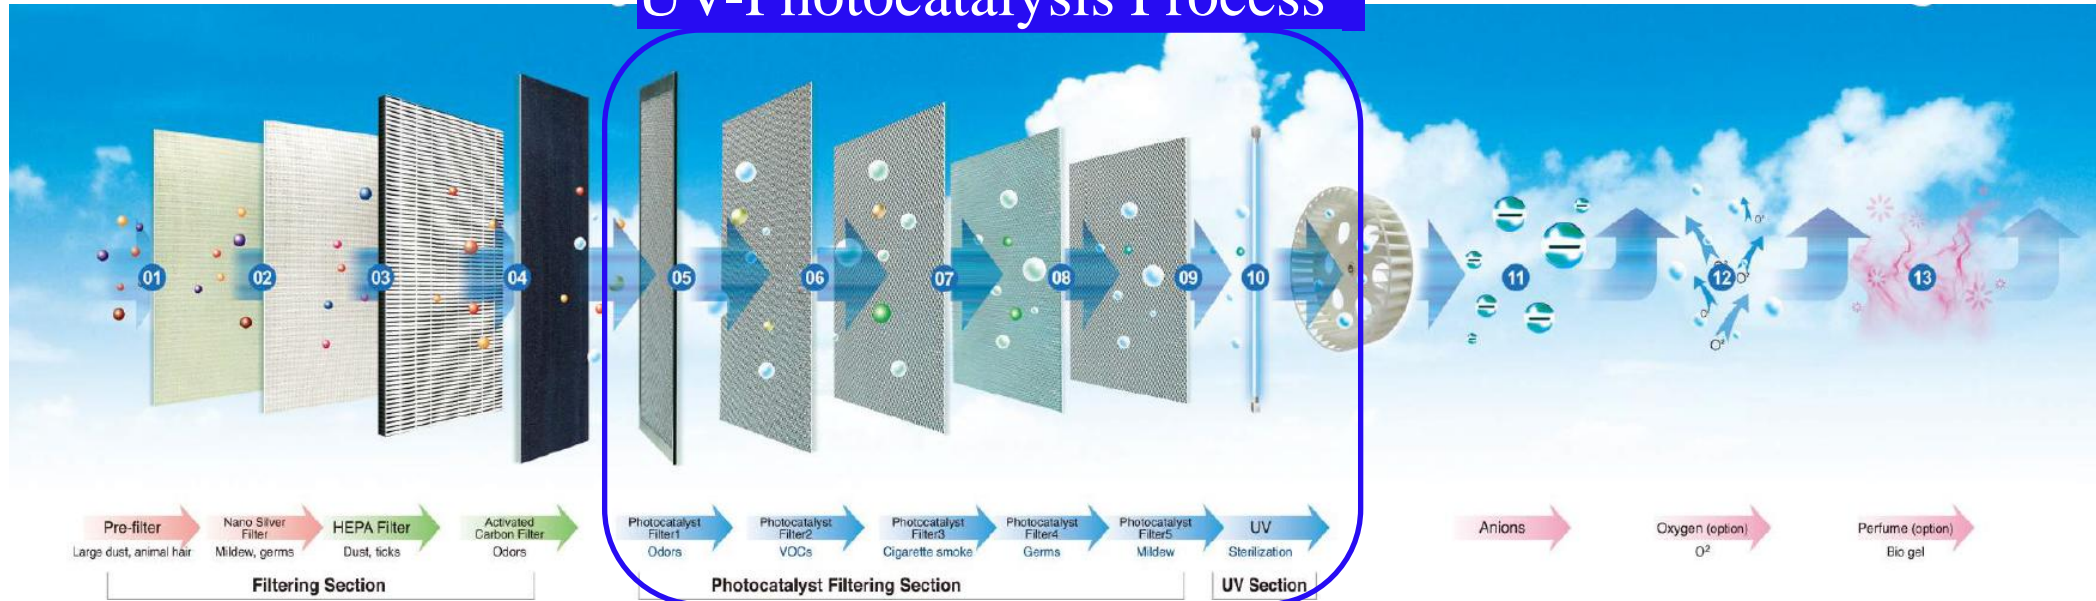 UV-Photocatalysis Process
01 02 03 04 05 06 07 08 09 10 11 12 13
O²
O²
O²
Pre-filter
Large dust, animal hair
Nano Silver
Filter
Mildew, germs
HEPA Filter
Dust, ticks
Activated
Carbon Filter
Odors
Photocatalyst
Filter1
Odors
Photocatalyst
Filter2
VOCs
Photocatalyst
Filter3
Cigarette smoke
Photocatalyst
Filter4
Germs
Photocatalyst
Filter5
Mildew
UV
Sterilization
Anions
Oxygen (option)
O²
Perfume (option)
Bio gel
Filtering Section
Photocatalyst Filtering Section
UV Section